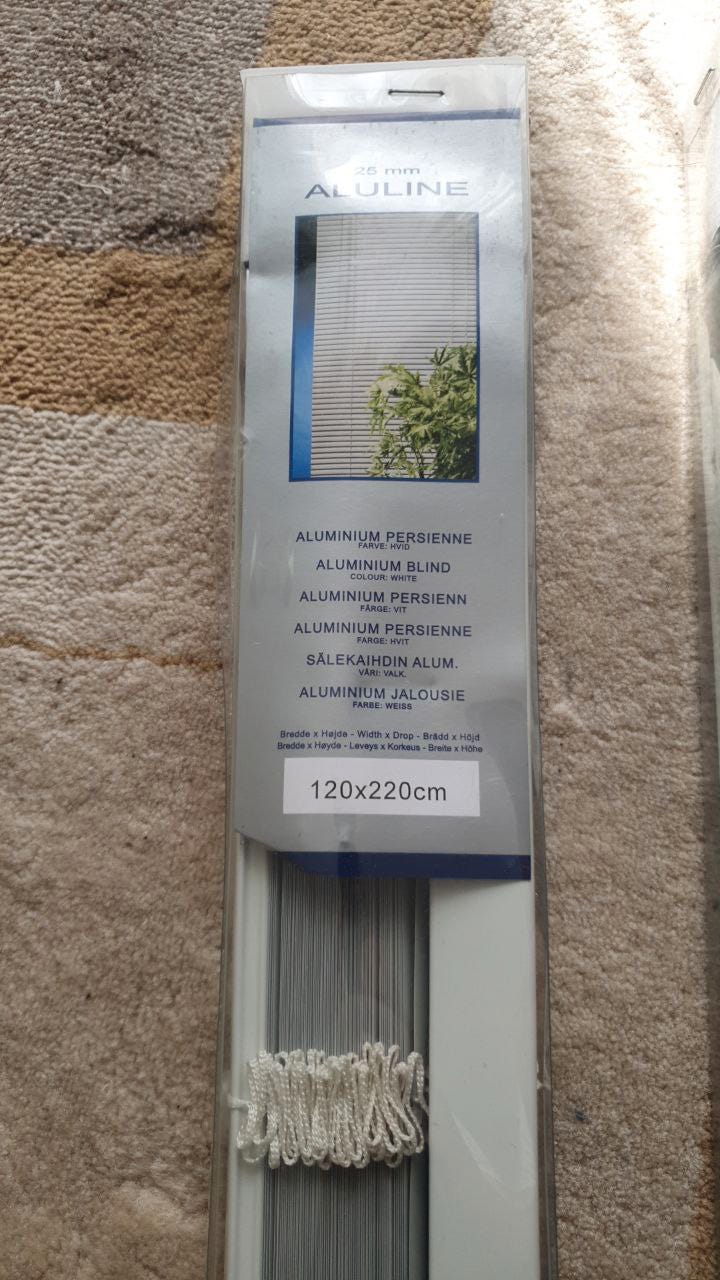 25 mm
ALULINE
ALUMINIUM PERSIENNE
FARVE: HVID
ALUMINIUM BLIND
COLOUR: WHITE
ALUMINIUM PERSIENN
FÄRGE: VIT
ALUMINIUM PERSIENNE
FARGE: HVIT
SÄLEKAIHDIN ALUM.
VÄRI: VALK.
ALUMINIUM JALOUSIE
FARBE: WEISS
Bredde x Højde - Width x Drop - Brädd x Höjd
Bredde x Høyde - Leveys x Korkeus - Breite x Höhe
120x220cm